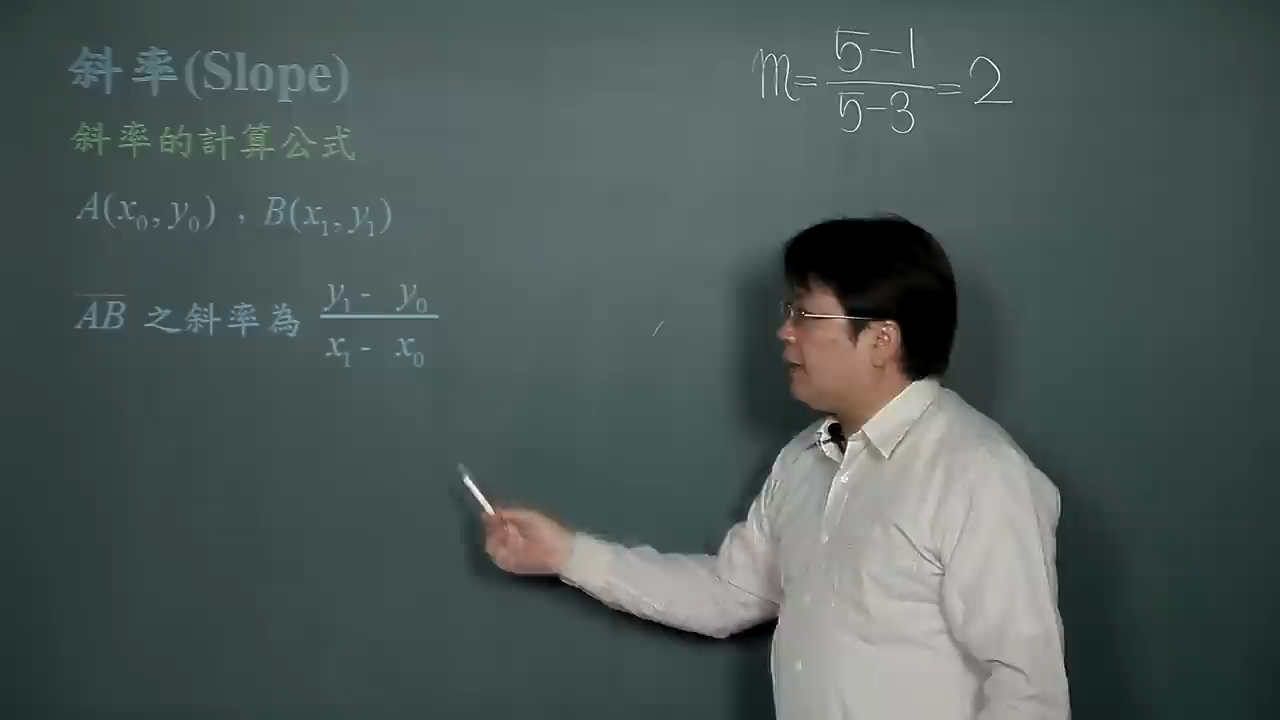 斜率(Slope)
斜率的計算公式
A(x₀, y₀) , B(x₁, y₁)
AB 之斜率為 y₁- y₀ / x₁- x₀
m = 5-1 / 5-3 = 2